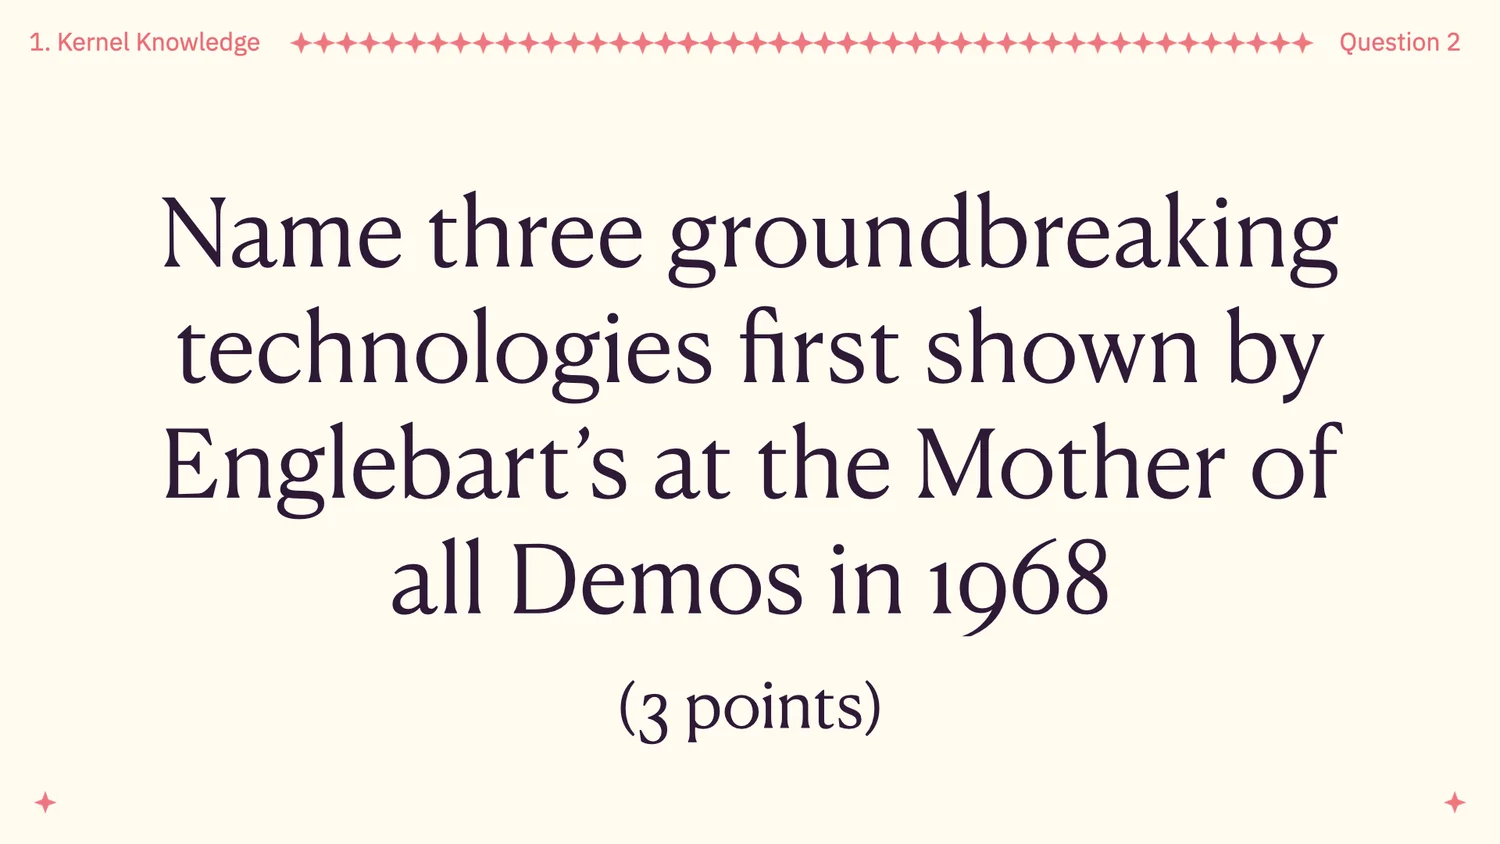 1. Kernel Knowledge
Question 2
Name three groundbreaking
technologies first shown by
Englebart’s at the Mother of
all Demos in 1968
(3 points)